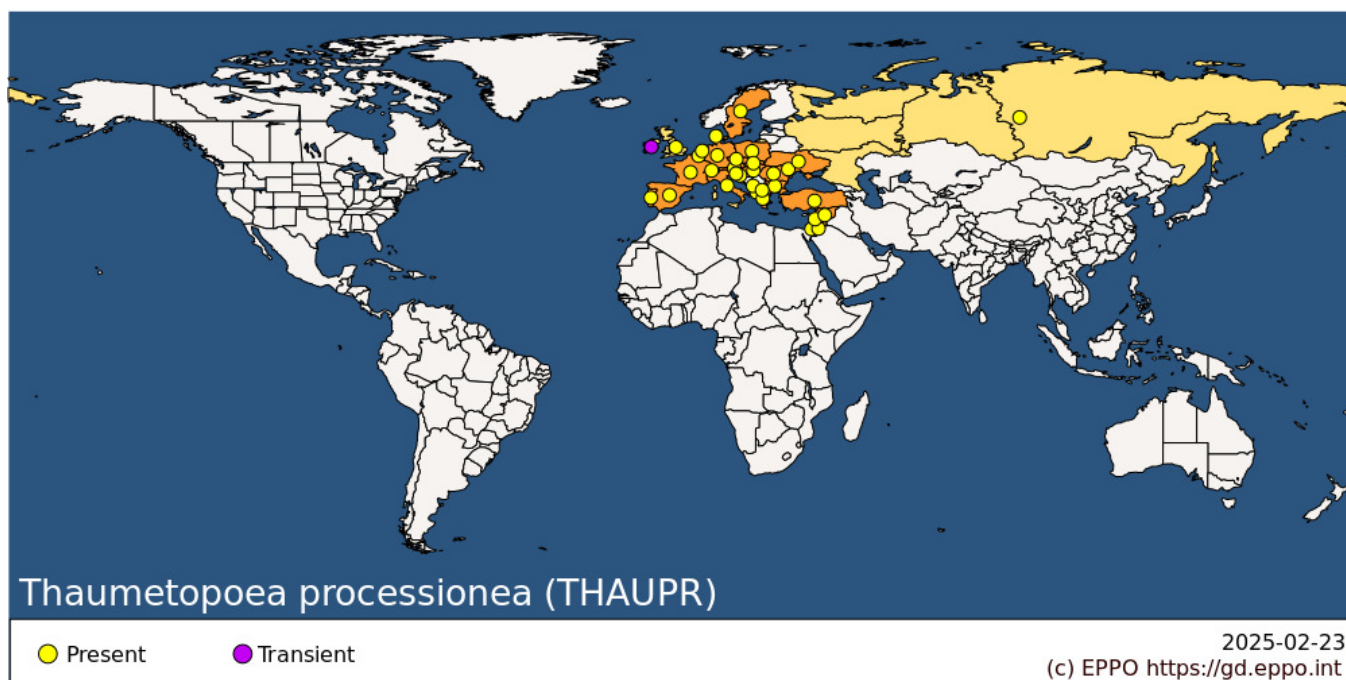 Thaumetopoea processionea (THAUPR)
Present
Transient
2025-02-23
(c) EPPO https://gd.eppo.int